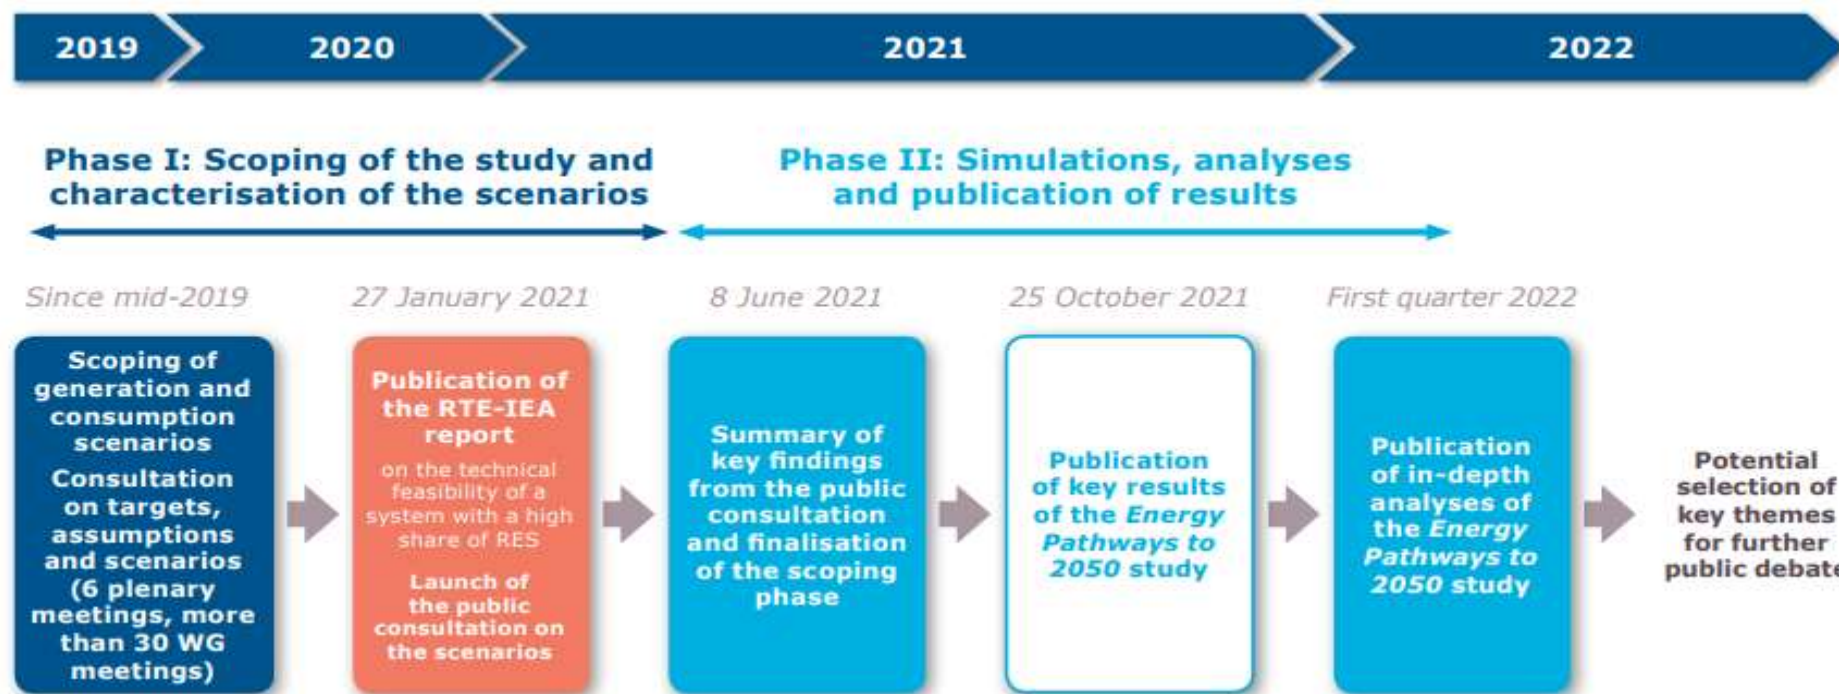 2019
2020
2021
2022
Phase I: Scoping of the study and
characterisation of the scenarios
Phase II: Simulations, analyses
and publication of results
Since mid-2019
27 January 2021
8 June 2021
25 October 2021
First quarter 2022
Scoping of
generation and
consumption
scenarios
Consultation
on targets,
assumptions
and scenarios
(6 plenary
meetings, more
than 30 WG
meetings)
Publication of
the RTE-IEA
report
on the technical
feasibility of a
system with a high
share of RES
Launch of
the public
consultation on
the scenarios
Summary of
key findings
from the public
consultation
and finalisation
of the scoping
phase
Publication
of key results
of the Energy
Pathways to
2050 study
Publication
of in-depth
analyses of
the Energy
Pathways to
2050 study
Potential
selection of
key themes
for further
public debate